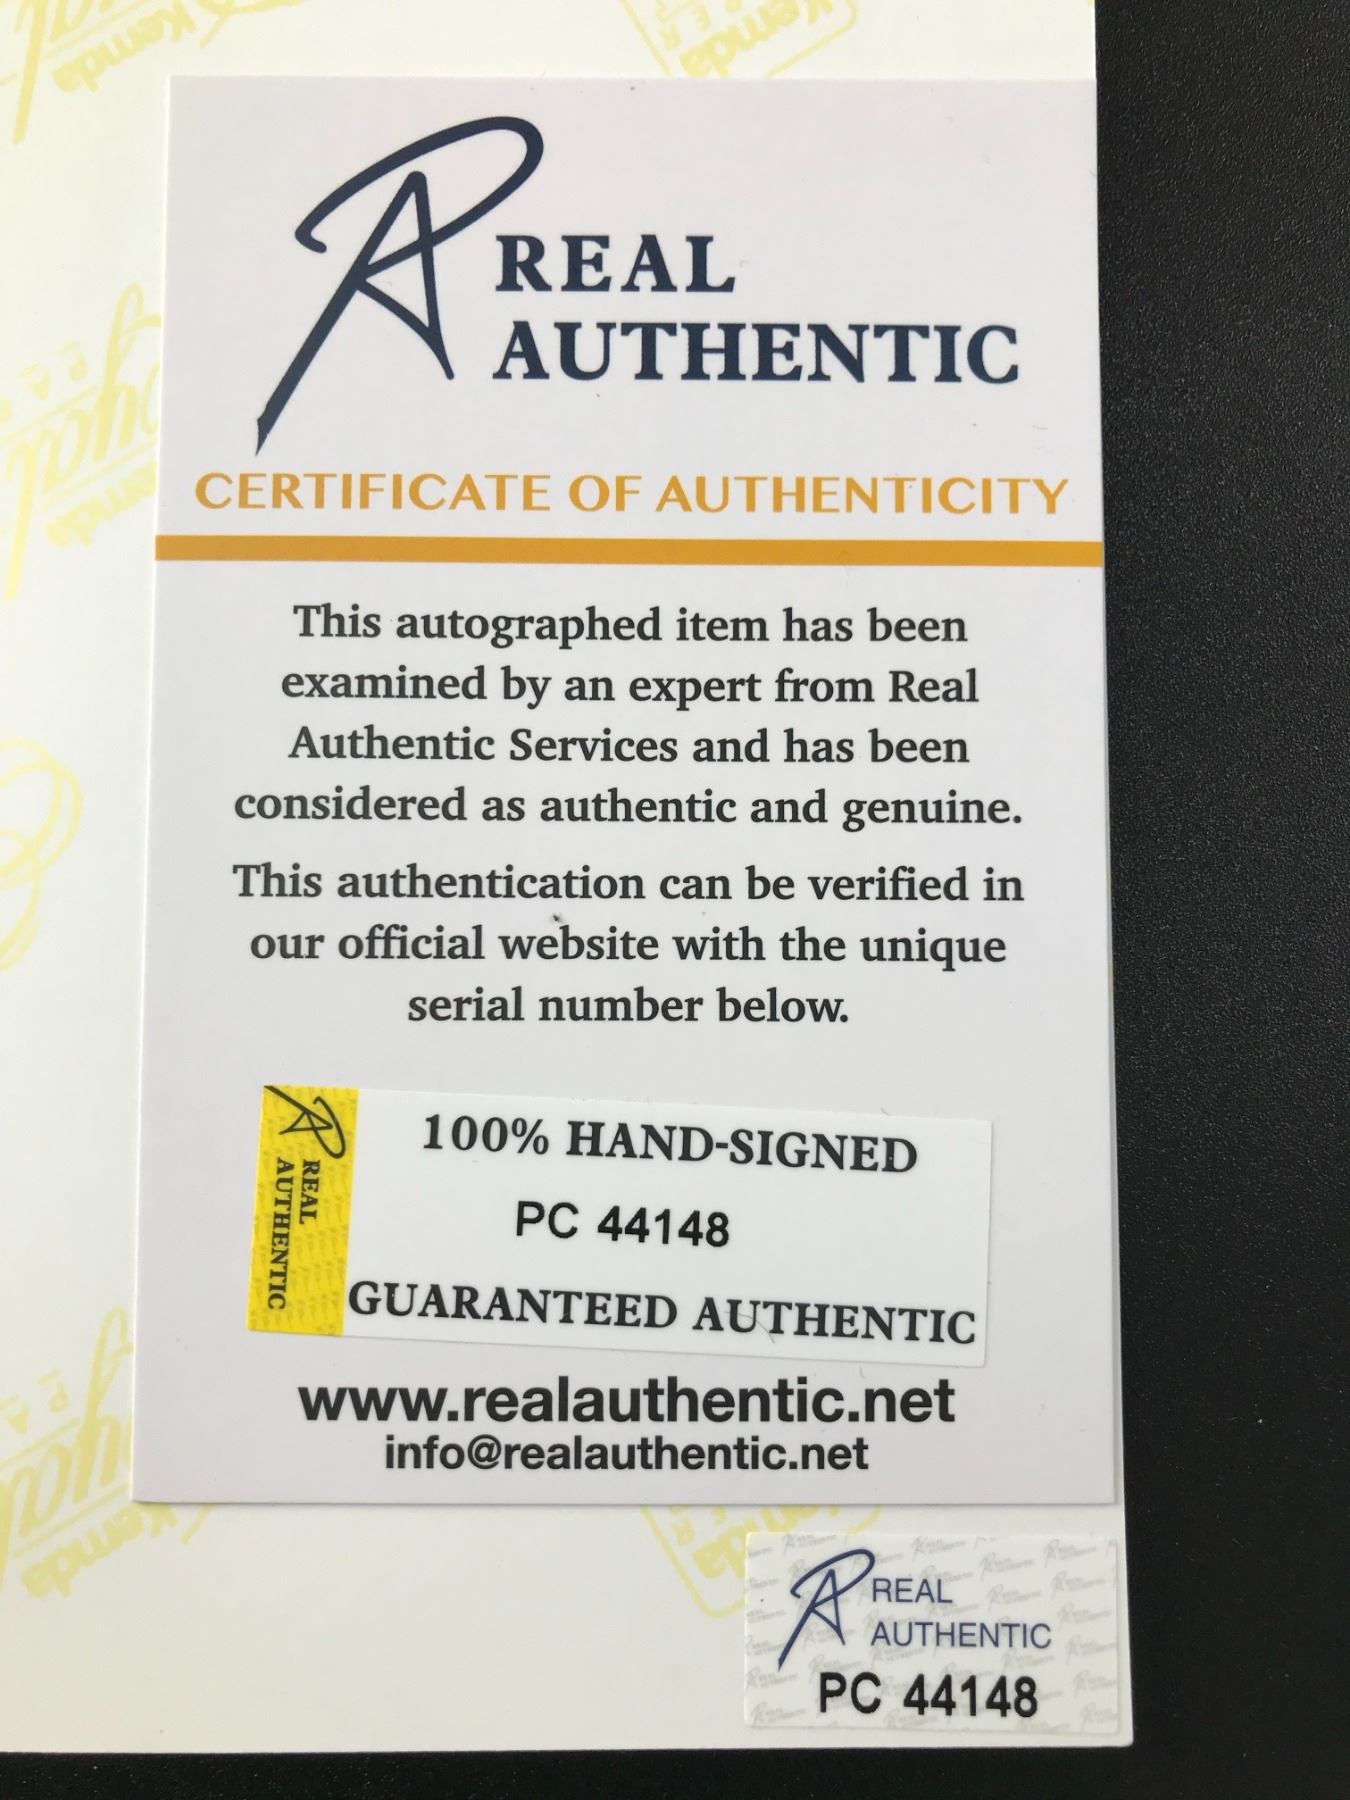 REAL
AUTHENTIC
CERTIFICATE OF AUTHENTICITY
This autographed item has been
examined by an expert from Real
Authentic Services and has been
considered as authentic and genuine.
This authentication can be verified in
our official website with the unique
serial number below.
REAL
AUTHENTIC
100% HAND-SIGNED
PC 44148
GUARANTEED AUTHENTIC
www.realauthentic.net
info@realauthentic.net
REAL
AUTHENTIC
PC 44148